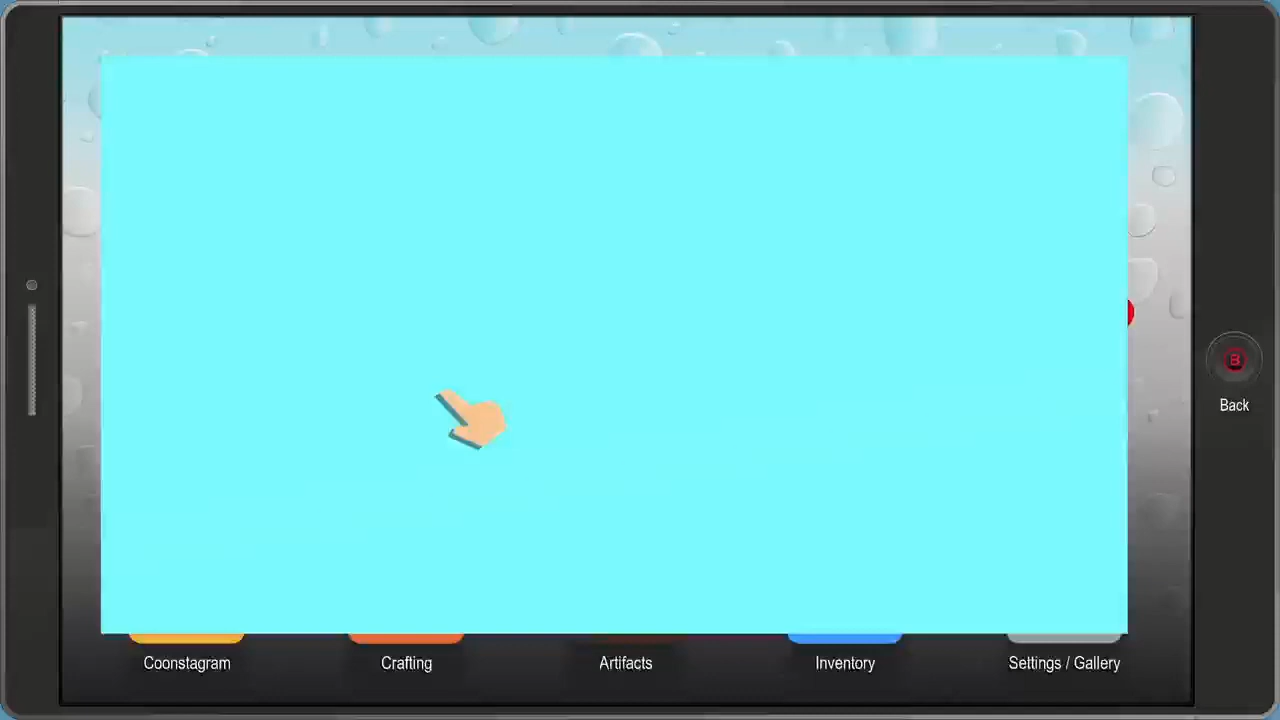 B
Back
Coonstagram
Crafting
Artifacts
Inventory
Settings / Gallery